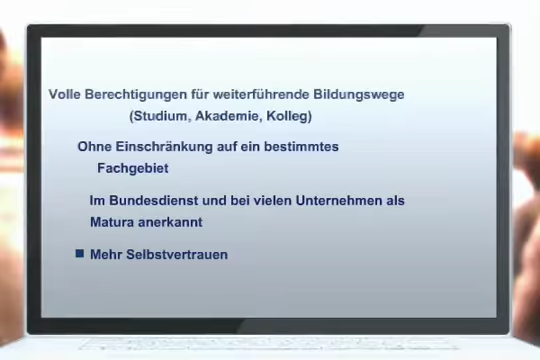 Volle Berechtigungen für weiterführende Bildungswege
(Studium, Akademie, Kolleg)
Ohne Einschränkung auf ein bestimmtes
Fachgebiet
Im Bundesdienst und bei vielen Unternehmen als
Matura anerkannt
Mehr Selbstvertrauen